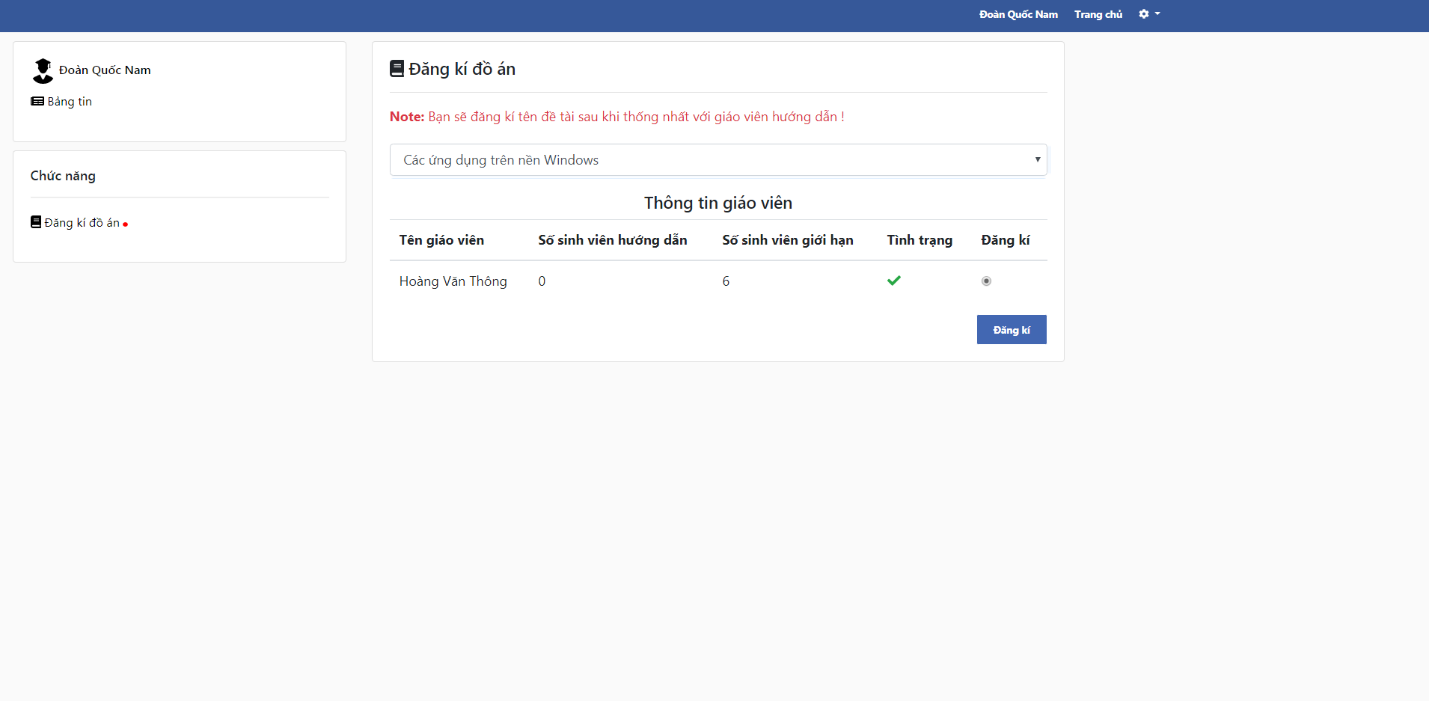 Đoàn Quốc Nam Trang chủ
Đoàn Quốc Nam
Bảng tin
Chức năng
Đăng kí đồ án
Đăng kí đồ án
Note: Bạn sẽ đăng kí tên đề tài sau khi thống nhất với giáo viên hướng dẫn !
Các ứng dụng trên nền Windows
Thông tin giáo viên
Tên giáo viên Số sinh viên hướng dẫn Số sinh viên giới hạn Tình trạng Đăng kí
Hoàng Văn Thông 0 6
Đăng kí